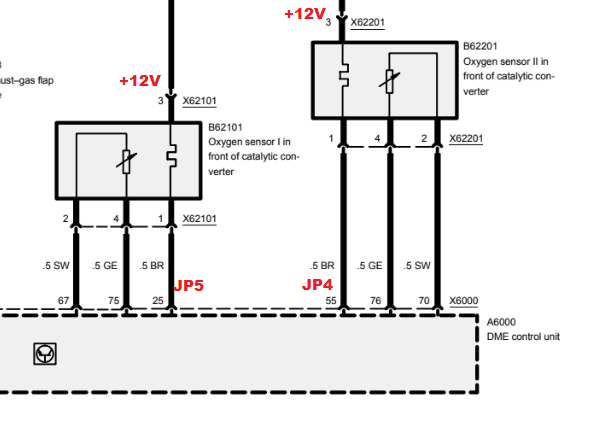 +12V
3 X62201
B62201
Oxygen sensor II in
front of catalytic con-
verter
ust–gas flap
+12V
3 X62101
B62101
Oxygen sensor I in
front of catalytic con-
verter
1 4 2 X62201
2 4 1 X62101
.5 SW .5 GE .5 BR .5 BR .5 GE .5 SW
JP5 JP4
67 75 25 55 76 70 X6000
A6000
DME control unit